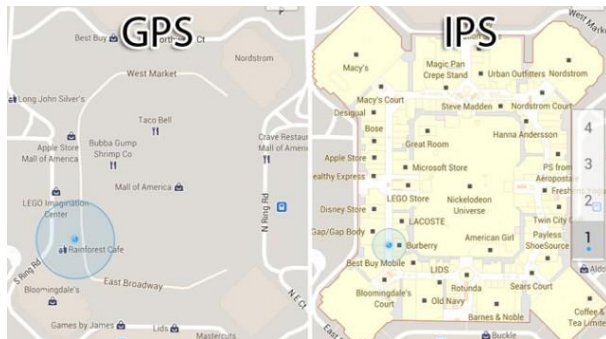 GPS
P
Best Buy
North
Ct
Nordstrom
West Market
Long John Silver's
Taco Bell
Apple Store
Mall of America
Bubba Gump
Shrimp Co
Crave Restau
Mall of Ameri
Mall of America
LEGO Imagination
Center
Rainforest Cafe
S Ring Rd
N Ring Rd
East Broadway
Bloomingdale's
N E Ct
Games by James
Lids
Mastercuts
IPS
West Market
Macy's
Magic Pan
Crepe Stand
Urban Outfitters
Nordstrom
Macy's Court
Steve Madden
Nordstrom Court
Desigual
Bose
Hanna Andersson
Great Room
Apple Store
Microsoft Store
PS from
Aeropostale
ealthy Express
Nickelodeon
Universe
LEGO Store
Disney Store
LACOSTE
Twin City
Gap/Gap Body
Burberry
American Girl
Payless
ShoeSource
Best Buy Mobile
LIDS
Aldo
Bloomingdale's
Court
Rotunda
Sears Court
Old Navy
Barnes & Noble
Coffee &
Tea Limite
East
Buckle
4
3
2
1